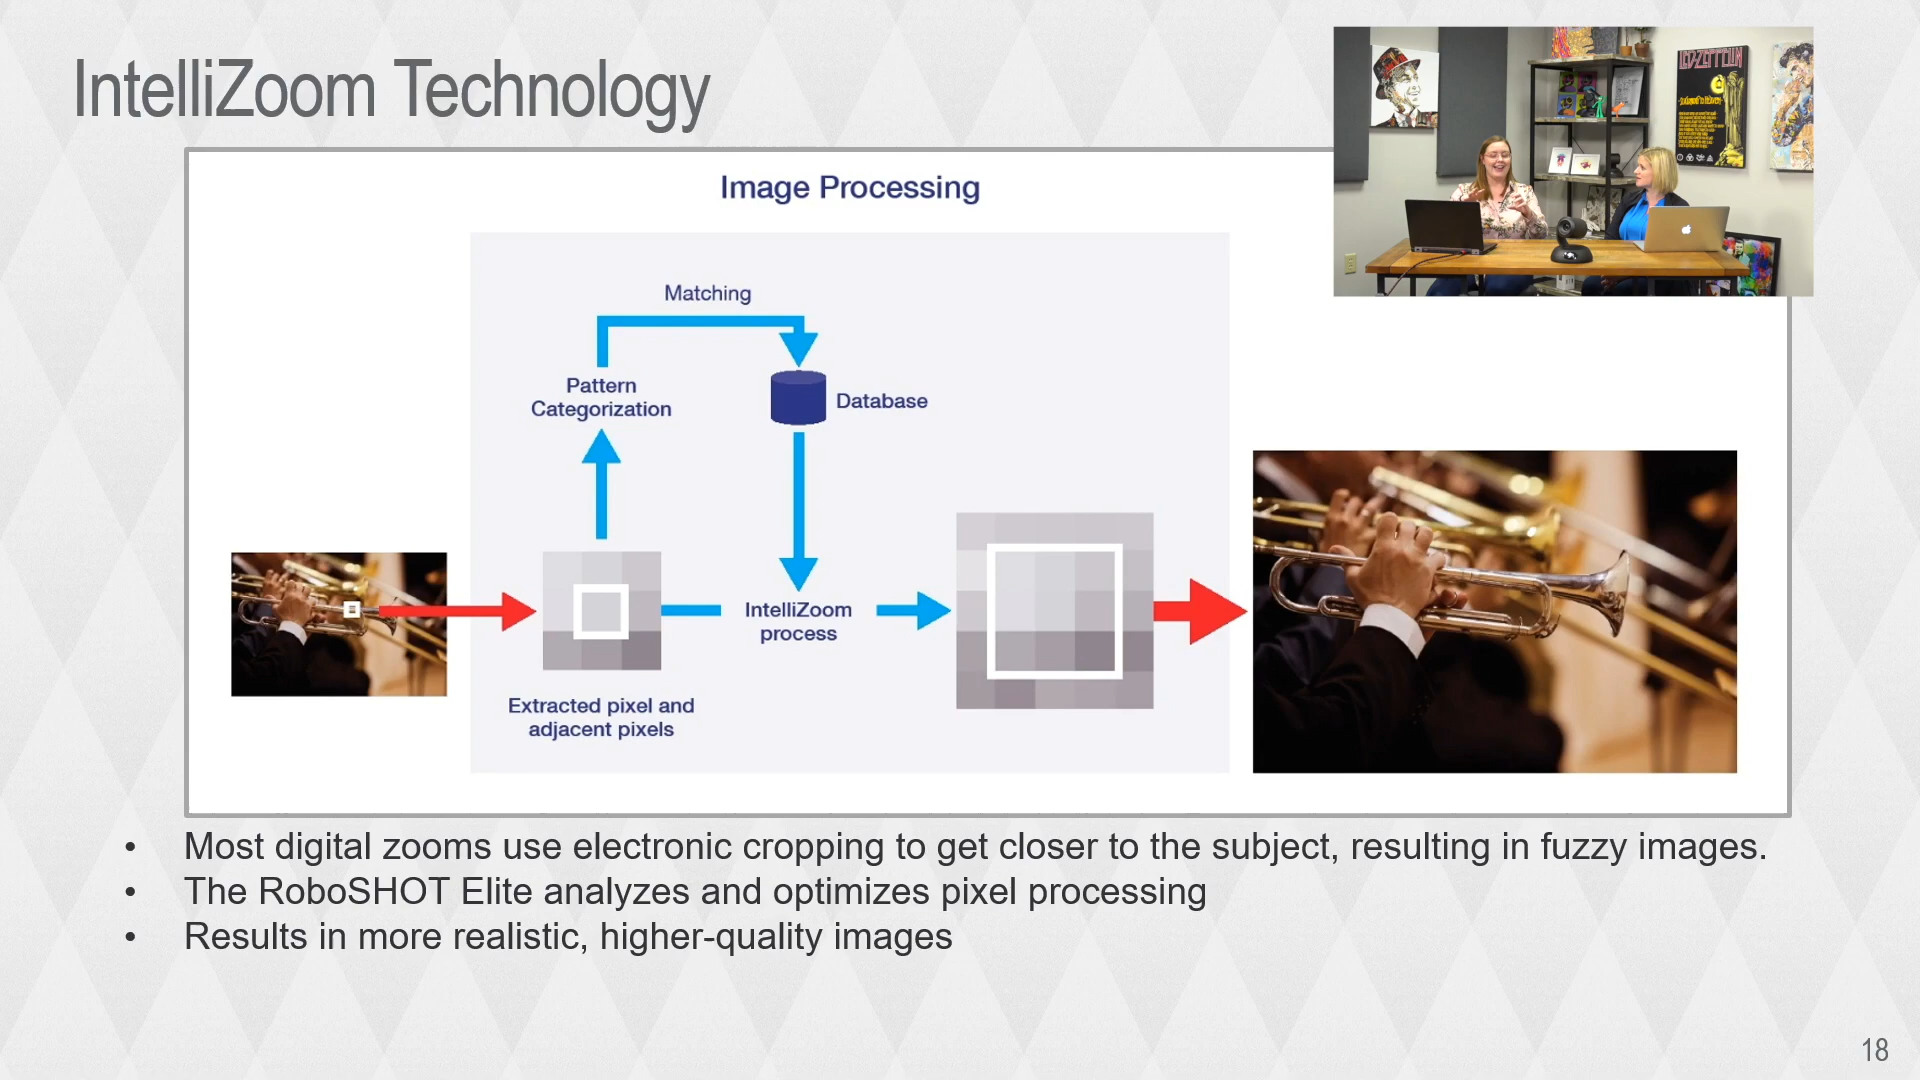 IntelliZoom Technology
LED-ZEPPELIN
Image Processing
Matching
Pattern
Categorization
Database
IntelliZoom
process
Extracted pixel and
adjacent pixels
• Most digital zooms use electronic cropping to get closer to the subject, resulting in fuzzy images.
• The RoboSHOT Elite analyzes and optimizes pixel processing
• Results in more realistic, higher-quality images
18